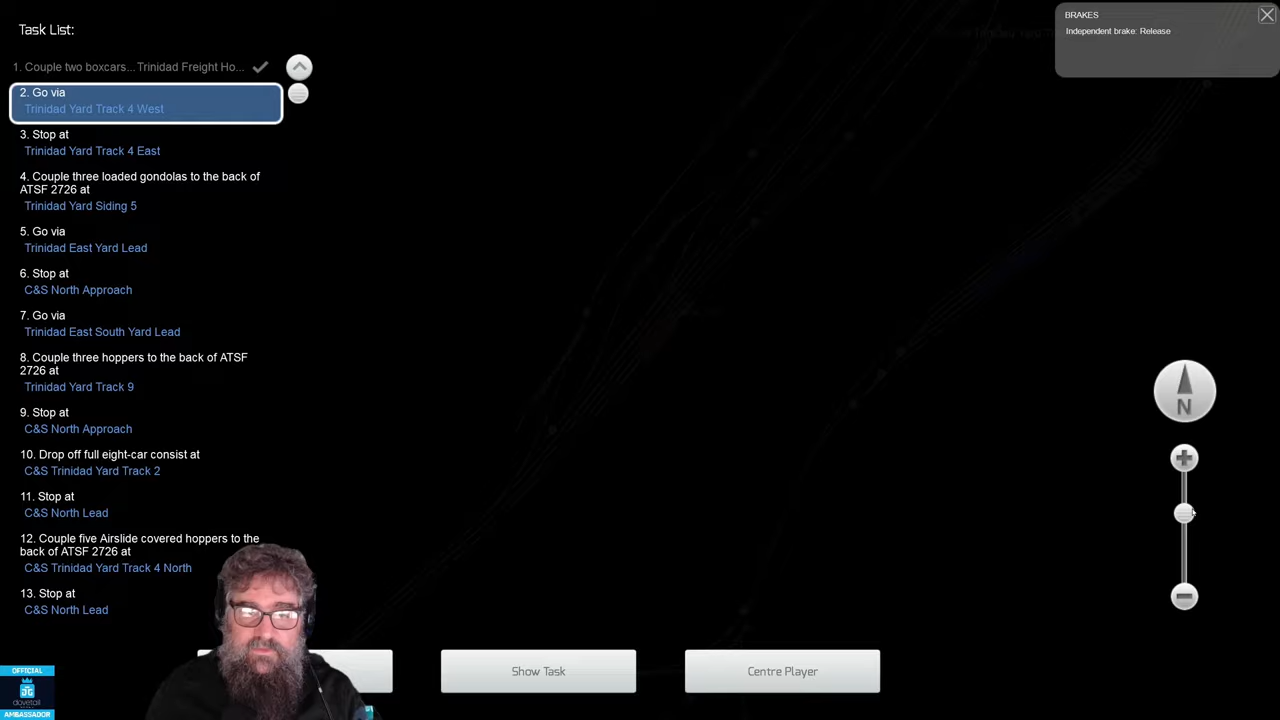 Task List:
BRAKES
Independent brake: Release
1. Couple two boxcars... Trinidad Freight Ho...
2. Go via
Trinidad Yard Track 4 West
3. Stop at
Trinidad Yard Track 4 East
4. Couple three loaded gondolas to the back of
ATSF 2726 at
Trinidad Yard Siding 5
5. Go via
Trinidad East Yard Lead
6. Stop at
C&S North Approach
7. Go via
Trinidad East South Yard Lead
8. Couple three hoppers to the back of ATSF
2726 at
Trinidad Yard Track 9
9. Stop at
C&S North Approach
10. Drop off full eight-car consist at
C&S Trinidad Yard Track 2
11. Stop at
C&S North Lead
12. Couple five Airslide covered hoppers to the
back of ATSF 2726 at
C&S Trinidad Yard Track 4 North
13. Stop at
C&S North Lead
N
Show Task
Centre Player
OFFICIAL
dovetail
AMBASSADOR